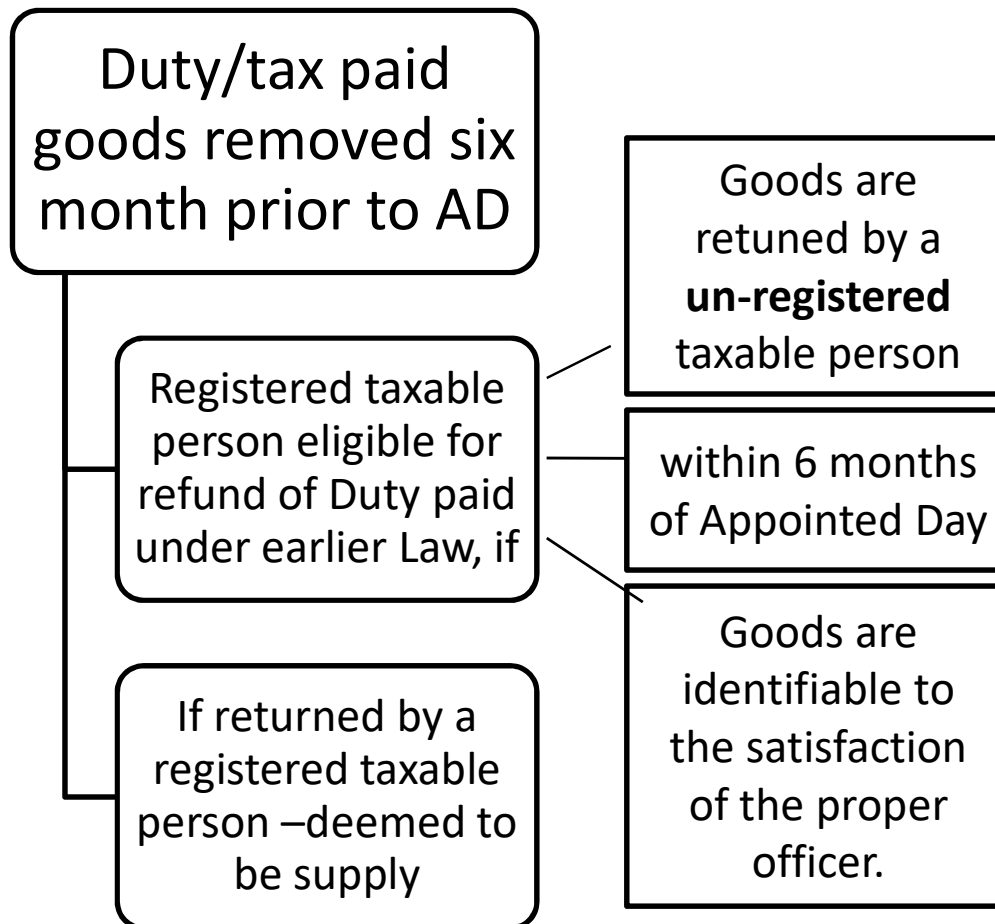 Duty/tax paid
goods removed six
month prior to AD
Registered taxable
person eligible for
refund of Duty paid
under earlier Law, if
Goods are
retuned by a
un-registered
taxable person
within 6 months
of Appointed Day
Goods are
identifiable to
the satisfaction
of the proper
officer.
If returned by a
registered taxable
person –deemed to
be supply